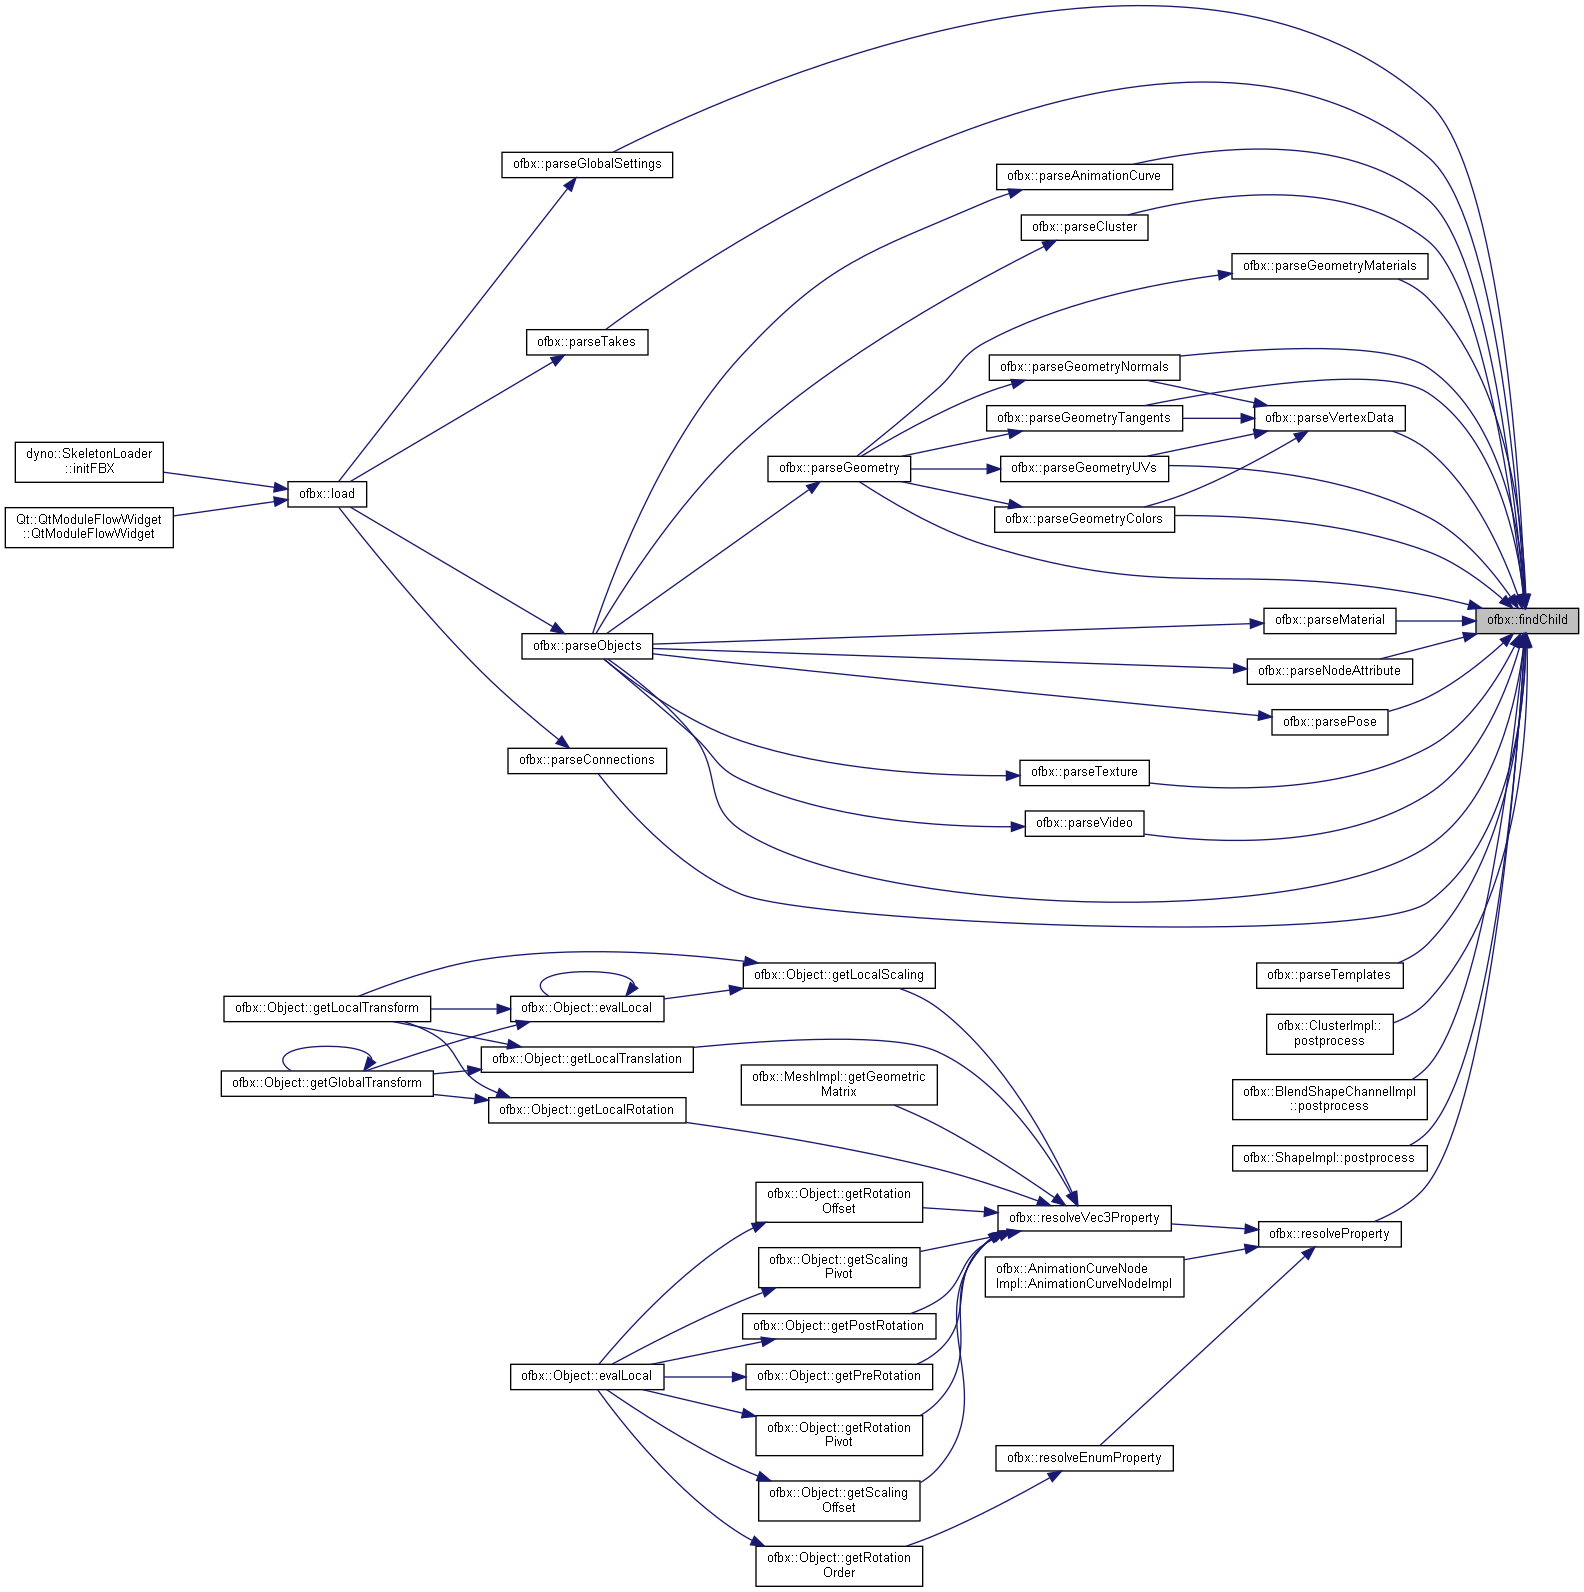 ofbx::parseGlobalSettings
ofbx::parseAnimationCurve
ofbx::parseCluster
ofbx::parseGeometryMaterials
ofbx::parseTakes
ofbx::parseGeometryNormals
ofbx::parseGeometryTangents
ofbx::parseVertexData
dyno::SkeletonLoader
::initFBX
ofbx::parseGeometry
ofbx::parseGeometryUVs
ofbx::load
Qt::QtModuleFlowWidget
::QtModuleFlowWidget
ofbx::parseGeometryColors
ofbx::parseMaterial
ofbx::findChild
ofbx::parseObjects
ofbx::parseNodeAttribute
ofbx::parsePose
ofbx::parseConnections
ofbx::parseTexture
ofbx::parseVideo
ofbx::Object::getLocalScaling
ofbx::parseTemplates
ofbx::Object::getLocalTransform
ofbx::Object::evalLocal
ofbx::ClusterImpl::
postprocess
ofbx::Object::getLocalTranslation
ofbx::Object::getGlobalTransform
ofbx::MeshImpl::getGeometric
Matrix
ofbx::BlendShapeChannelImpl
::postprocess
ofbx::Object::getLocalRotation
ofbx::ShapeImpl::postprocess
ofbx::Object::getRotation
Offset
ofbx::resolveVec3Property
ofbx::resolveProperty
ofbx::Object::getScaling
Pivot
ofbx::AnimationCurveNode
Impl::AnimationCurveNodeImpl
ofbx::Object::getPostRotation
ofbx::Object::evalLocal
ofbx::Object::getPreRotation
ofbx::Object::getRotation
Pivot
ofbx::resolveEnumProperty
ofbx::Object::getScaling
Offset
ofbx::Object::getRotation
Order